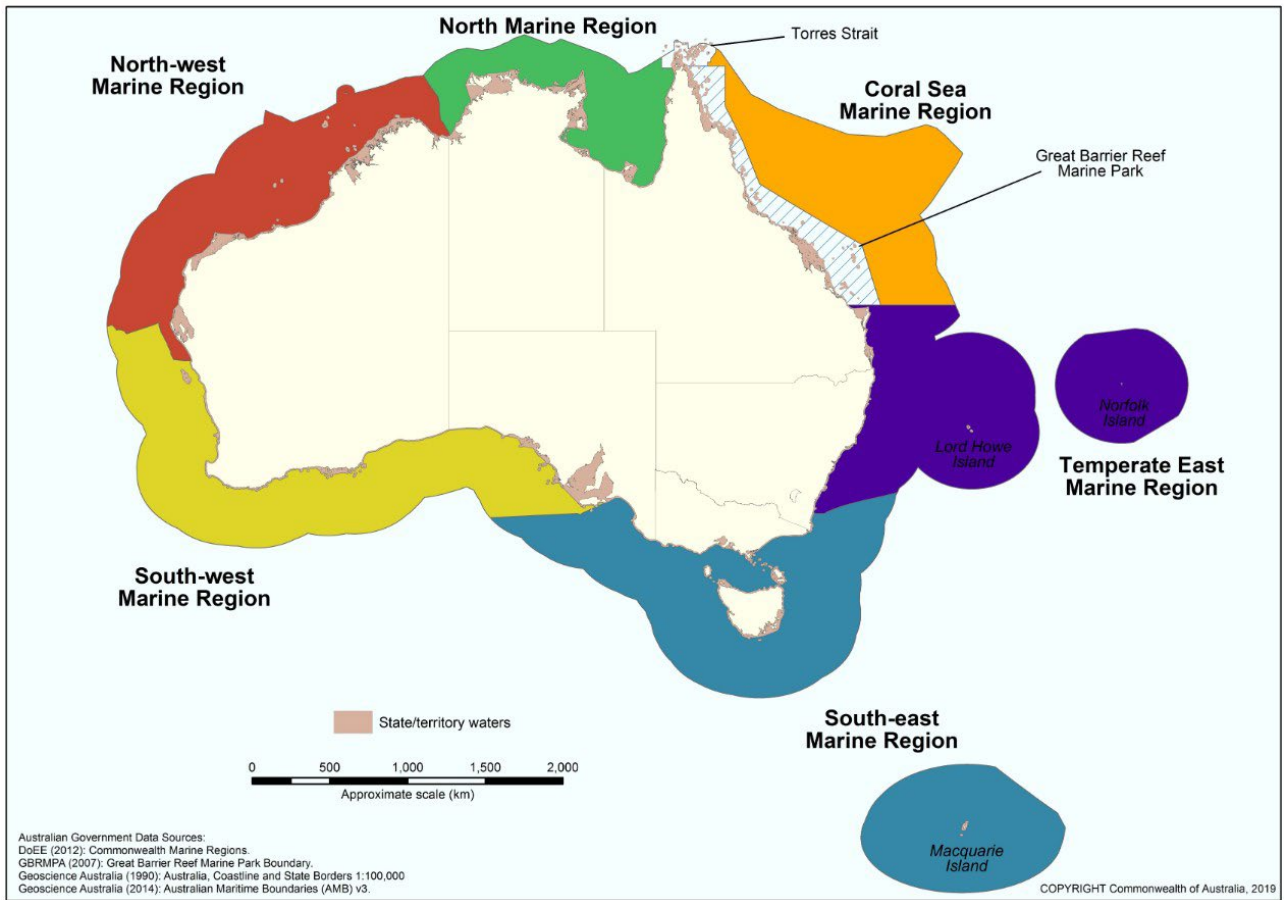 North Marine Region
Torres Strait
North-west
Marine Region
Coral Sea
Marine Region
Great Barrier Reef
Marine Park
Norfolk
Island
Lord Howe
Island
Temperate East
Marine Region
South-west
Marine Region
South-east
Marine Region
State/territory waters
0 500 1,000 1,500 2,000
Approximate scale (km)
Macquarie
Island
Australian Government Data Sources:
DoEE (2012): Commonwealth Marine Regions.
GBRMPA (2007): Great Barrier Reef Marine Park Boundary.
Geoscience Australia (1990): Australia, Coastline and State Borders 1:100,000
Geoscience Australia (2014): Australian Maritime Boundaries (AMB) v3.
COPYRIGHT Commonwealth of Australia, 2019